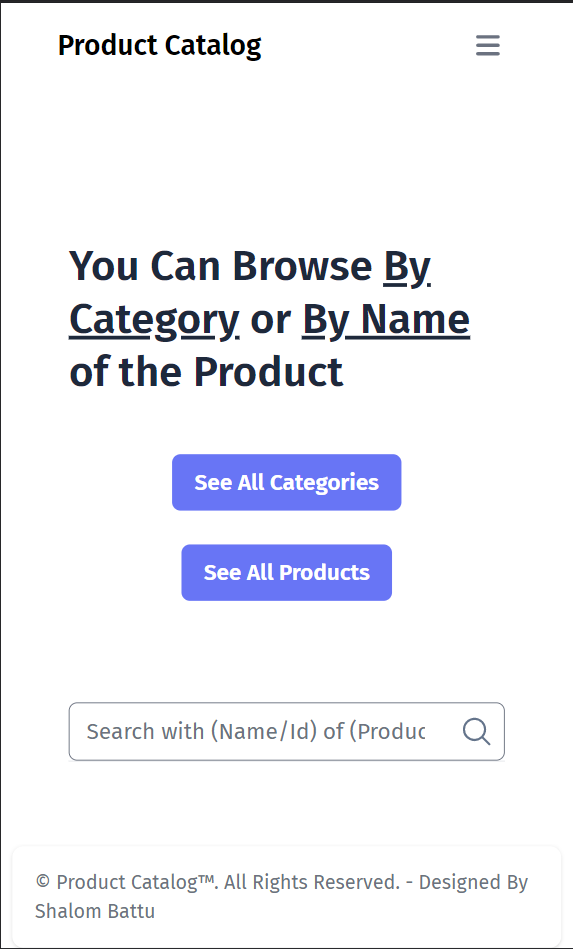 Product Catalog
You Can Browse By
Category or By Name
of the Product
See All Categories
See All Products
Search with (Name/Id) of (Produc
© Product Catalog™. All Rights Reserved. - Designed By
Shalom Battu